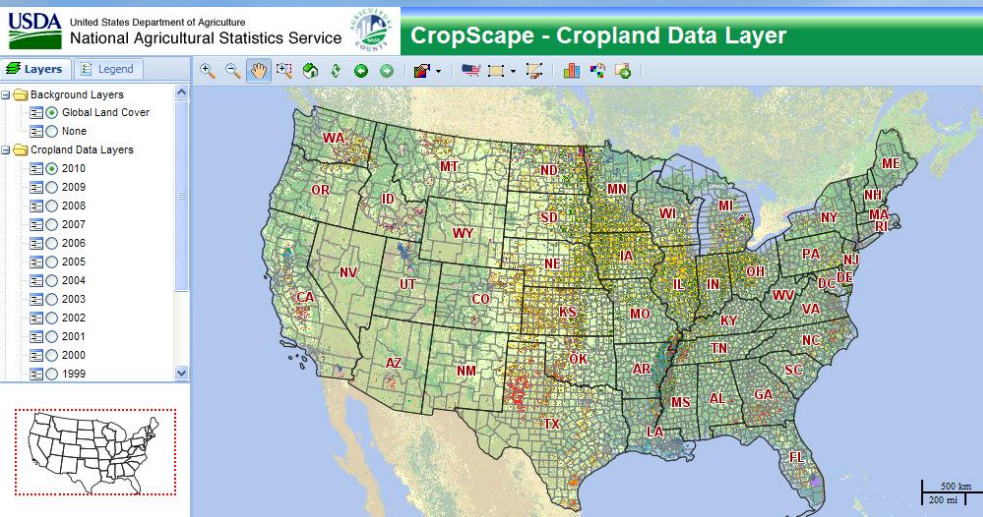 USDA
United States Department of Agriculture
National Agricultural Statistics Service
AGRICULTURE
COUNTS
CropScape - Cropland Data Layer
Layers
Legend
Background Layers
Global Land Cover
None
Cropland Data Layers
2010
2009
2008
2007
2006
2005
2004
2003
2002
2001
2000
1999
WA
MT
ND
MN
ME
OR
ID
SD
WI
MI
NH
NY
MA
RI
WY
IA
PA
NJ
NE
OH
NV
UT
CO
IL
IN
DE
DC
WV
VA
CA
KS
MO
KY
NC
TN
OK
AZ
NM
AR
SC
MS
AL
GA
TX
LA
FL
500 km
200 mi